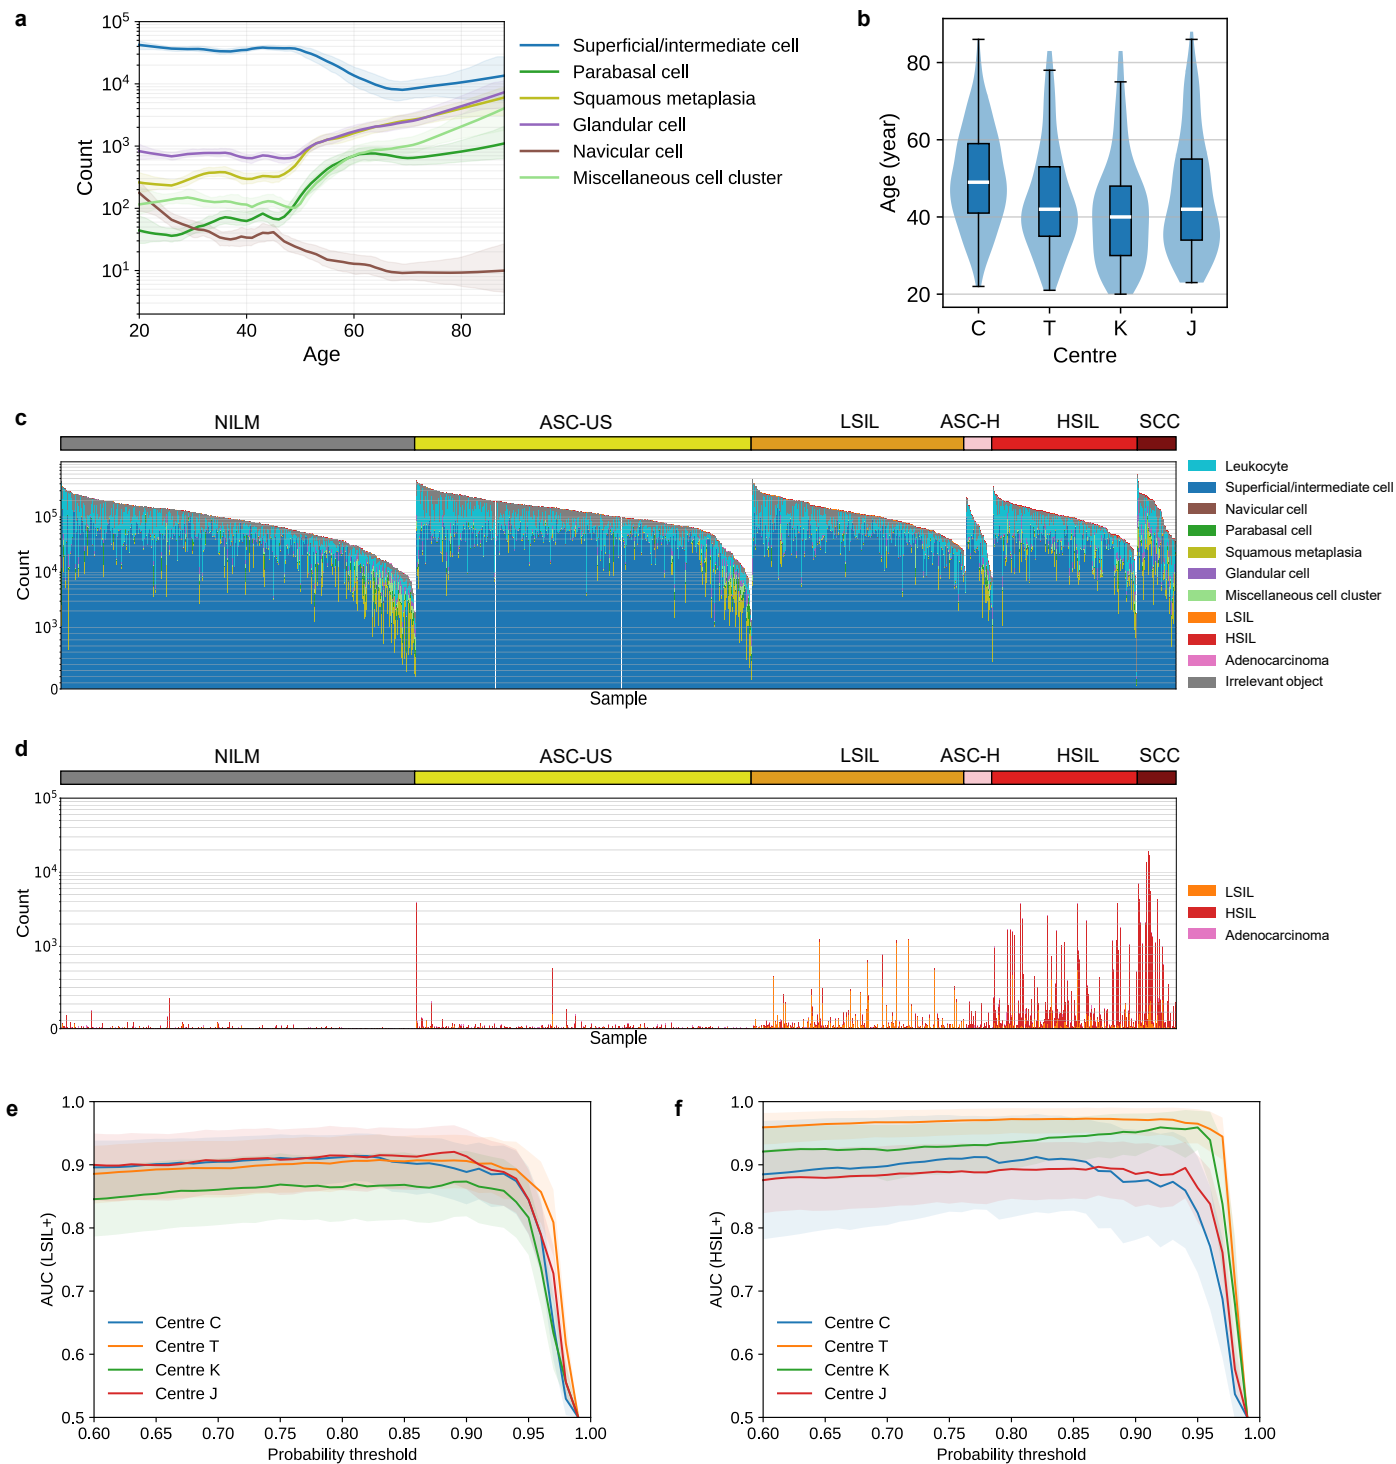 a
10^5
10^4
10^3
10^2
10^1
Count
20 40 60 80
Age
Superficial/intermediate cell
Parabasal cell
Squamous metaplasia
Glandular cell
Navicular cell
Miscellaneous cell cluster
b
80
60
40
20
Age (year)
C T K J
Centre
c
NILM ASC-US LSIL ASC-H HSIL SCC
10^5
10^4
10^3
0
Count
Sample
Leukocyte
Superficial/intermediate cell
Navicular cell
Parabasal cell
Squamous metaplasia
Glandular cell
Miscellaneous cell cluster
LSIL
HSIL
Adenocarcinoma
Irrelevant object
d
NILM ASC-US LSIL ASC-H HSIL SCC
10^5
10^4
10^3
0
Count
Sample
LSIL
HSIL
Adenocarcinoma
e
1.0
0.9
0.8
0.7
0.6
0.5
AUC (LSIL+)
Centre C
Centre T
Centre K
Centre J
0.60 0.65 0.70 0.75 0.80 0.85 0.90 0.95 1.00
Probability threshold
f
1.0
0.9
0.8
0.7
0.6
0.5
AUC (HSIL+)
Centre C
Centre T
Centre K
Centre J
0.60 0.65 0.70 0.75 0.80 0.85 0.90 0.95 1.00
Probability threshold